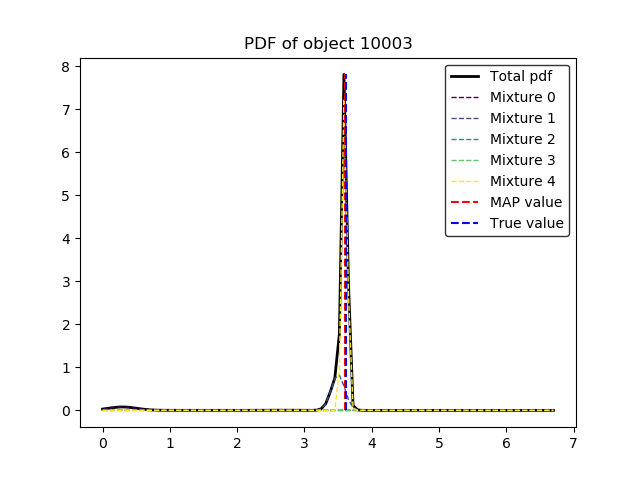 PDF of object 10003
8
7
6
5
4
3
2
1
0
Total pdf
Mixture 0
Mixture 1
Mixture 2
Mixture 3
Mixture 4
MAP value
True value
0 1 2 3 4 5 6 7